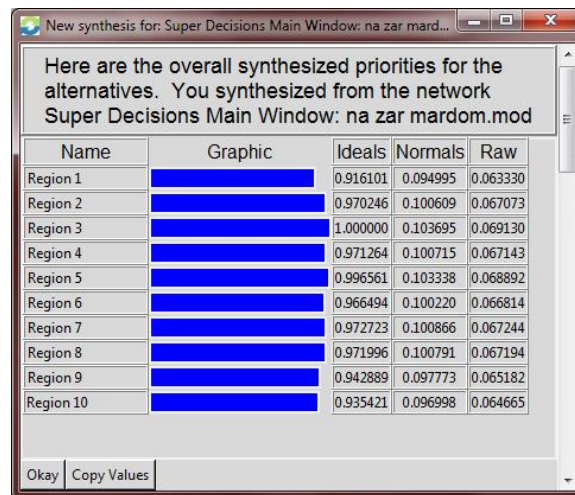 New synthesis for: Super Decisions Main Window: na zar mard...
Here are the overall synthesized priorities for the
alternatives. You synthesized from the network
Super Decisions Main Window: na zar mardom.mod
Name Graphic Ideals Normals Raw
Region 1 0.916101 0.094995 0.063330
Region 2 0.970246 0.100609 0.067073
Region 3 1.000000 0.103695 0.069130
Region 4 0.971264 0.100715 0.067143
Region 5 0.996561 0.103338 0.068892
Region 6 0.966494 0.100220 0.066814
Region 7 0.972723 0.100866 0.067244
Region 8 0.971996 0.100791 0.067194
Region 9 0.942889 0.097773 0.065182
Region 10 0.935421 0.096998 0.064665
Okay Copy Values